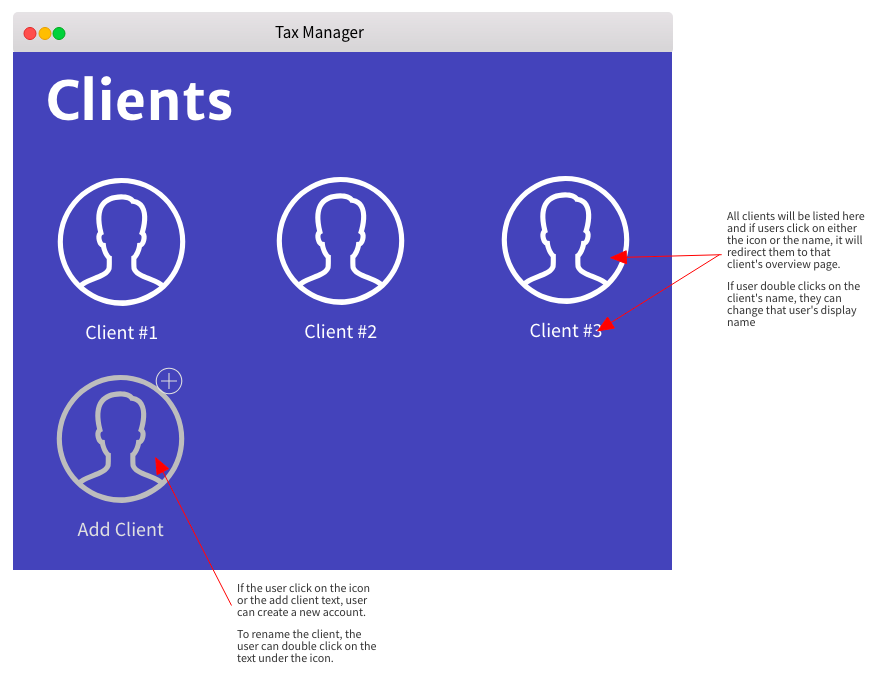 Tax Manager
Clients
Client #1
Client #2
Client #3
All clients will be listed here
and if users click on either
the icon or the name, it will
redirect them to that
client's overview page.
If user double clicks on the
client's name, they can
change that user's display
name
Add Client
If the user click on the icon
or the add client text, user
can create a new account.
To rename the client, the
user can double click on the
text under the icon.